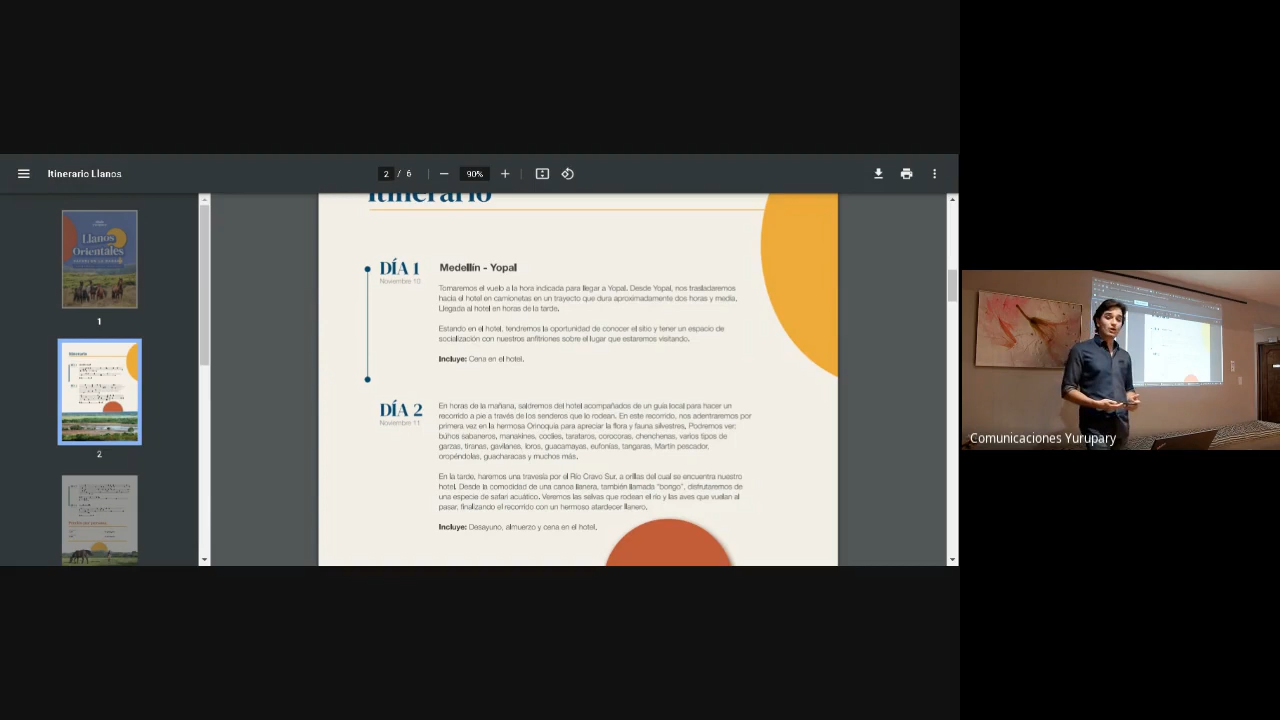 Itinerario Llanos
2 / 6
90%
Llanos
Orientales
1
2
Itinerario
DÍA 1
Noviembre 10
Medellín - Yopal
Tomaremos el vuelo a la hora indicada para llegar a Yopal. Desde Yopal, nos trasladaremos
hacia el hotel en camionetas en un trayecto que dura aproximadamente dos horas y media.
Llegada al hotel en horas de la tarde.
Estando en el hotel, tendremos la oportunidad de conocer el sitio y tener un espacio de
socialización con nuestros anfitriones sobre el lugar que estaremos visitando.
Incluye: Cena en el hotel.
DÍA 2
Noviembre 11
En horas de la mañana, saldremos del hotel acompañados de un guía local para hacer un
recorrido a pie a través de los senderos que lo rodean. En este recorrido, nos adentraremos por
primera vez en la hermosa Orinoquía para apreciar la flora y fauna silvestres. Podremos ver:
búhos sabaneros, manakines, coclíes, tarataros, corocoras, chenchenas, varios tipos de
garzas, tiranas, gavilanes, loros, guacamayas, eufonias, tangaras, Martín pescador,
oropéndolas, guacharacas y muchos más.
En la tarde, haremos una travesía por el Río Cravo Sur, a orillas del cual se encuentra nuestro
hotel. Desde la comodidad de una canoa llanera, también llamada "bongo", disfrutaremos de
una especie de safari acuático. Veremos las selvas que rodean el río y las aves que vuelan al
pasar, finalizando el recorrido con un hermoso atardecer llanero.
Incluye: Desayuno, almuerzo y cena en el hotel.
Comunicaciones Yurupary